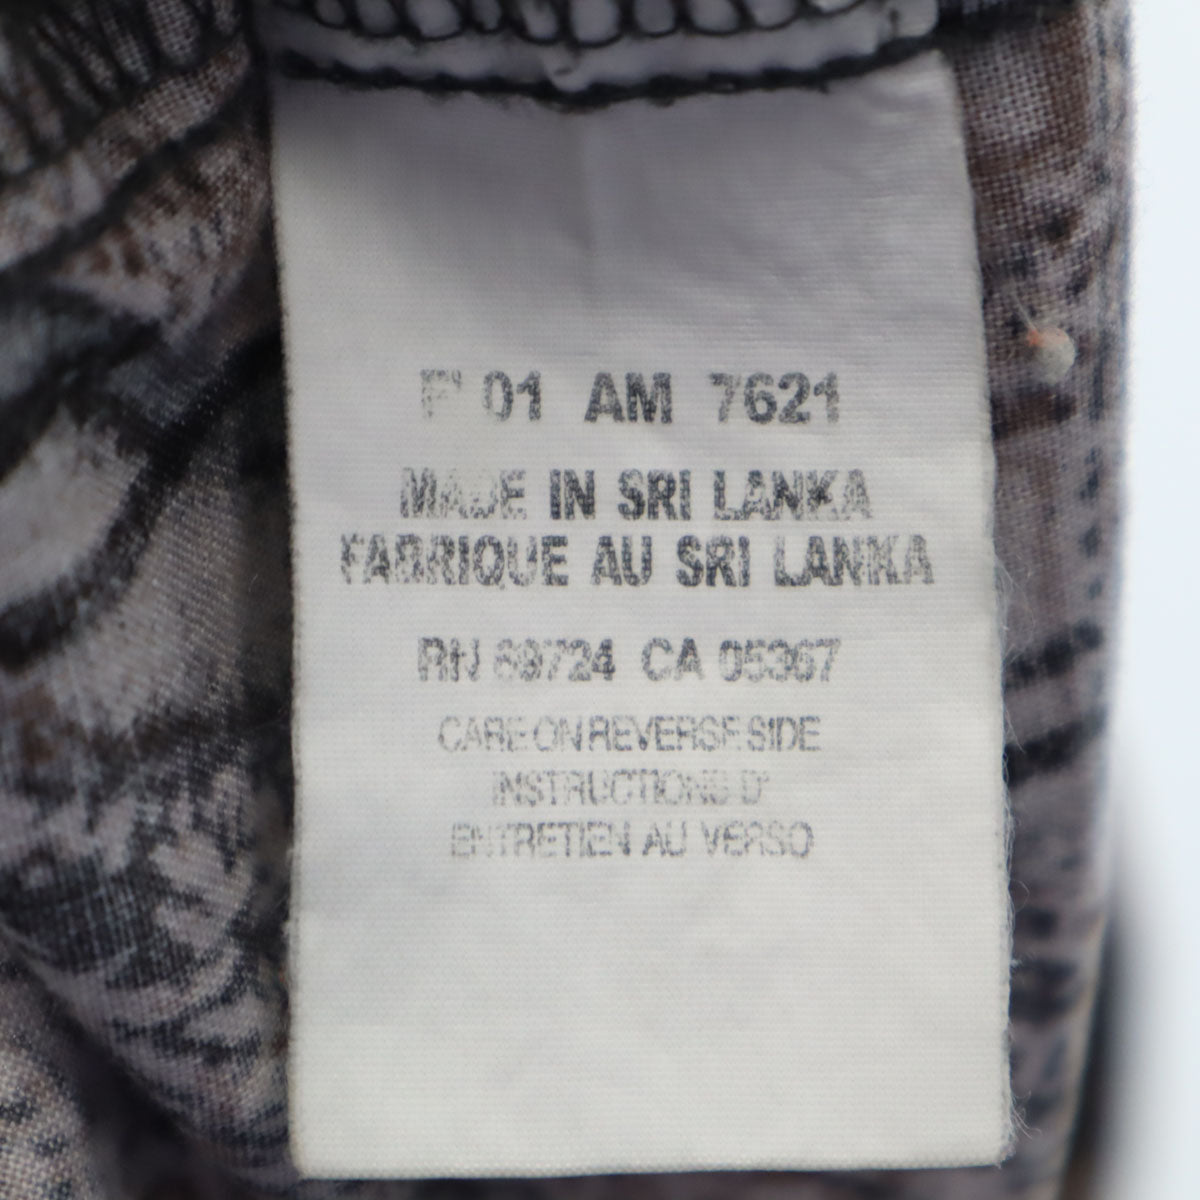 F' 01 AM 7621
MADE IN SRI LANKA
FABRIQUE AU SRI LANKA
RN 69724 CA 05367
CARE ON REVERSE SIDE
INSTRUCTIONS D'
ENTRETIEN AU VERSO